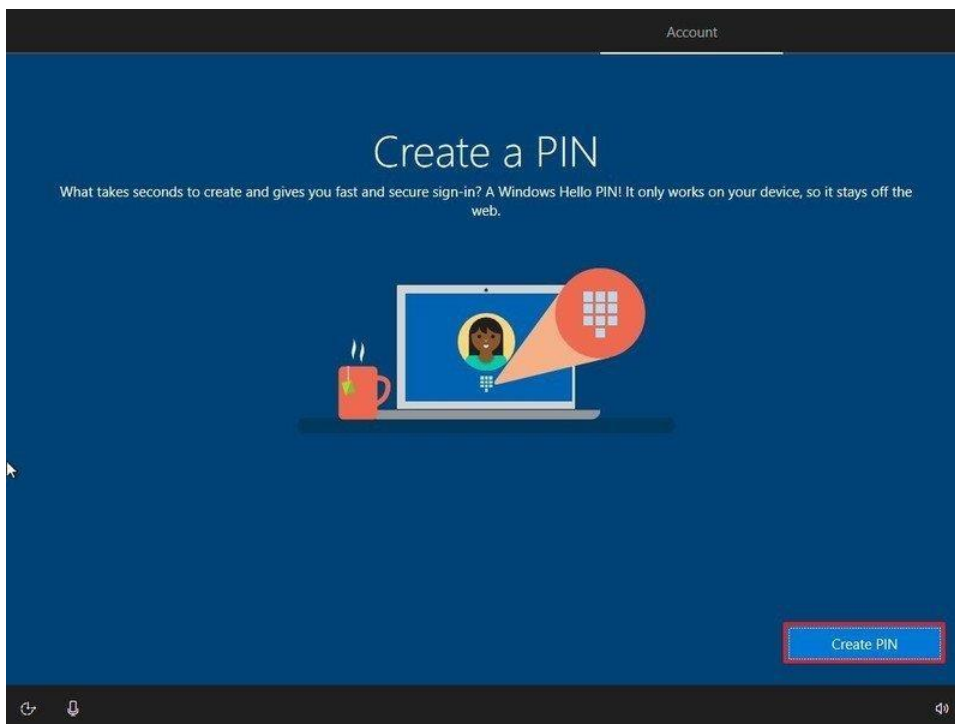 Account
Create a PIN
What takes seconds to create and gives you fast and secure sign-in? A Windows Hello PIN! It only works on your device, so it stays off the
web.
Create PIN